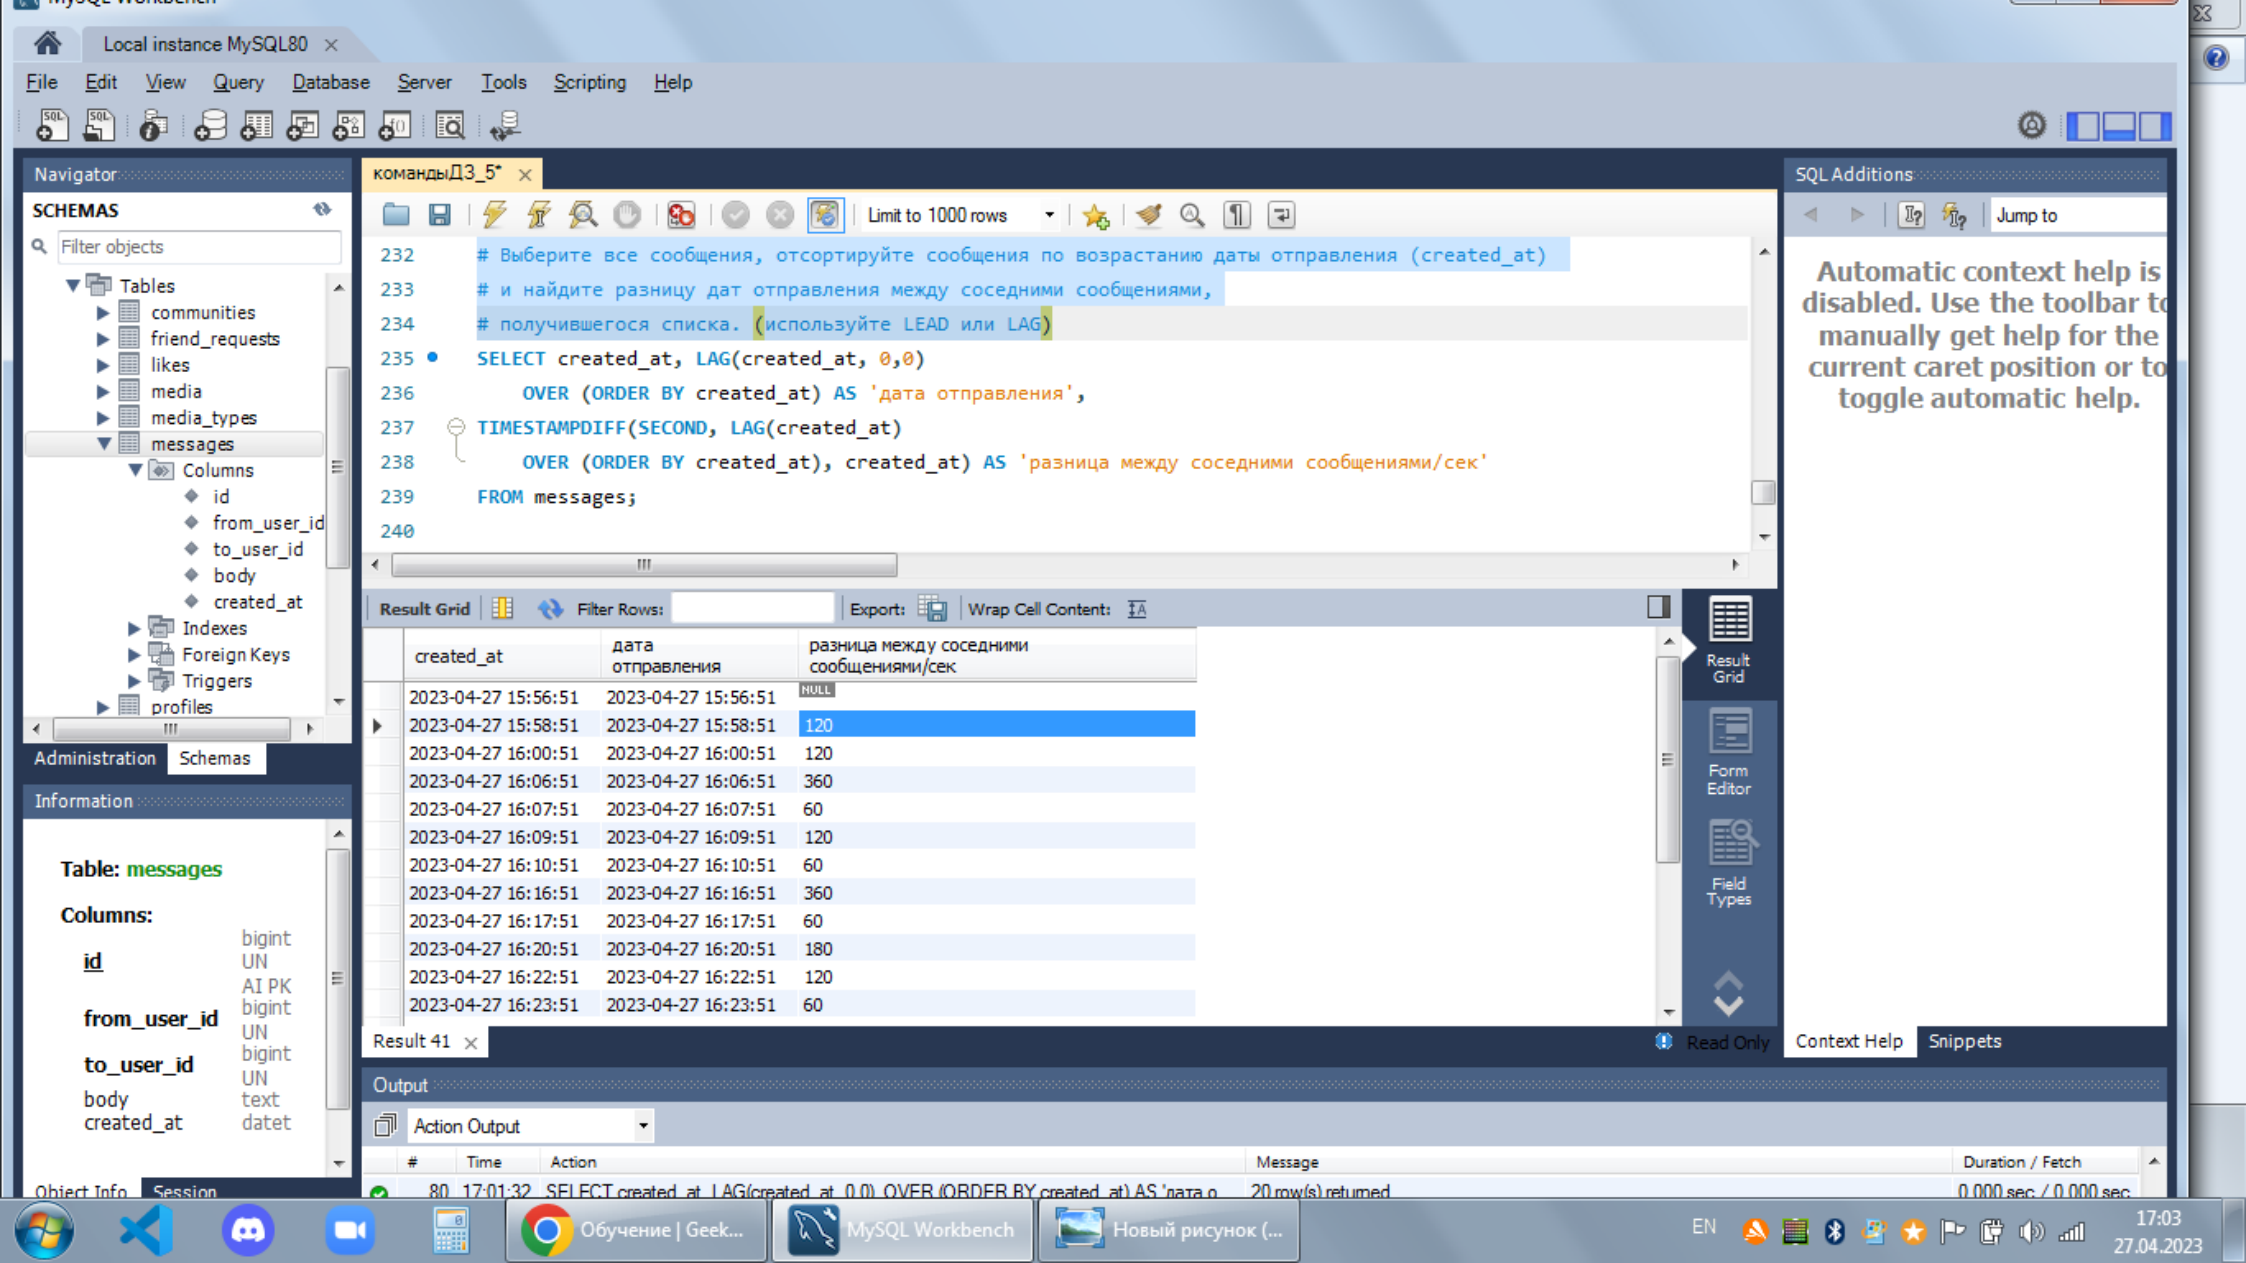 MySQL Workbench
Local instance MySQL80
File Edit View Query Database Server Tools Scripting Help
Navigator
SCHEMAS
Filter objects
Tables
communities
friend_requests
likes
media
media_types
messages
Columns
id
from_user_id
to_user_id
body
created_at
Indexes
Foreign Keys
Triggers
profiles
Administration Schemas
Information
Table: messages
Columns:
id bigint UN AI PK
from_user_id bigint UN
to_user_id bigint UN
body text
created_at datet
Object Info Session
командыДЗ_5*
Limit to 1000 rows
232 # Выберите все сообщения, отсортируйте сообщения по возрастанию даты отправления (created_at)
233 # и найдите разницу дат отправления между соседними сообщениями,
234 # получившегося списка. (используйте LEAD или LAG)
235 SELECT created_at, LAG(created_at, 0,0)
236 OVER (ORDER BY created_at) AS 'дата отправления',
237 TIMESTAMPDIFF(SECOND, LAG(created_at)
238 OVER (ORDER BY created_at), created_at) AS 'разница между соседними сообщениями/сек'
239 FROM messages;
240
Result Grid Filter Rows: Export: Wrap Cell Content:
created_at дата отправления разница между соседними сообщениями/сек
2023-04-27 15:56:51 2023-04-27 15:56:51 NULL
2023-04-27 15:58:51 2023-04-27 15:58:51 120
2023-04-27 16:00:51 2023-04-27 16:00:51 120
2023-04-27 16:06:51 2023-04-27 16:06:51 360
2023-04-27 16:07:51 2023-04-27 16:07:51 60
2023-04-27 16:09:51 2023-04-27 16:09:51 120
2023-04-27 16:10:51 2023-04-27 16:10:51 60
2023-04-27 16:16:51 2023-04-27 16:16:51 360
2023-04-27 16:17:51 2023-04-27 16:17:51 60
2023-04-27 16:20:51 2023-04-27 16:20:51 180
2023-04-27 16:22:51 2023-04-27 16:22:51 120
2023-04-27 16:23:51 2023-04-27 16:23:51 60
Result Grid
Form Editor
Field Types
Result 41
Read Only
SQL Additions
Jump to
Automatic context help is
disabled. Use the toolbar to
manually get help for the
current caret position or to
toggle automatic help.
Context Help Snippets
Output
Action Output
# Time Action Message Duration / Fetch
80 17:01:32 SELECT created_at, LAG(created_at, 0,0) OVER (ORDER BY created_at) AS 'дата о... 20 row(s) returned 0.000 sec / 0.000 sec
Обучение | Geek...
MySQL Workbench
Новый рисунок (...
EN
17:03
27.04.2023